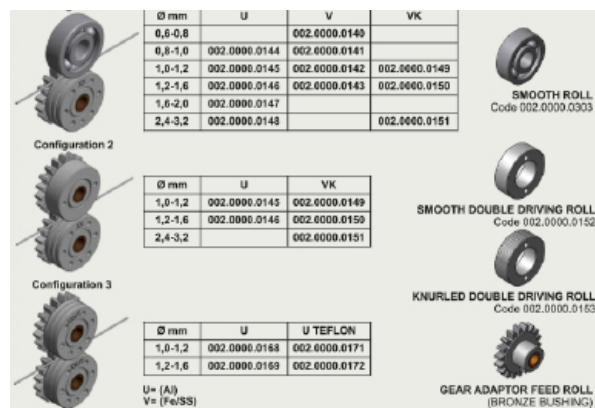 Ø mm U V VK
0,6-0,8 002.0000.0140
0,8-1,0 002.0000.0144 002.0000.0141
1,0-1,2 002.0000.0145 002.0000.0142 002.0000.0149
1,2-1,6 002.0000.0146 002.0000.0143 002.0000.0150
1,6-2,0 002.0000.0147
2,4-3,2 002.0000.0148 002.0000.0151
SMOOTH ROLL
Code 002.0000.0303
Configuration 2
Ø mm U VK
1,0-1,2 002.0000.0145 002.0000.0149
1,2-1,6 002.0000.0146 002.0000.0150
2,4-3,2 002.0000.0151
SMOOTH DOUBLE DRIVING ROLL
Code 002.0000.0152
Configuration 3
KNURLED DOUBLE DRIVING ROLL
Code 002.0000.0153
Ø mm U U TEFLON
1,0-1,2 002.0000.0168 002.0000.0171
1,2-1,6 002.0000.0169 002.0000.0172
U= (Al)
V= (Fe/SS)
GEAR ADAPTOR FEED ROLL
(BRONZE BUSHING)